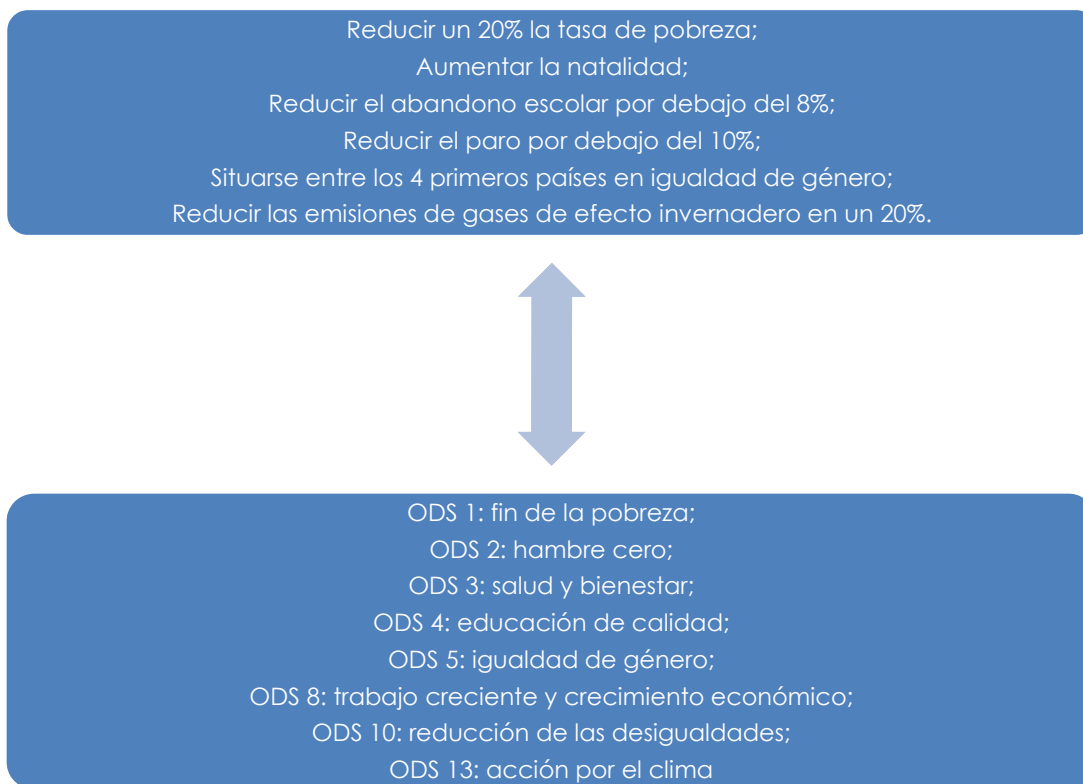 Reducir un 20% la tasa de pobreza;
Aumentar la natalidad;
Reducir el abandono escolar por debajo del 8%;
Reducir el paro por debajo del 10%;
Situarse entre los 4 primeros países en igualdad de género;
Reducir las emisiones de gases de efecto invernadero en un 20%.
ODS 1: fin de la pobreza;
ODS 2: hambre cero;
ODS 3: salud y bienestar;
ODS 4: educación de calidad;
ODS 5: igualdad de género;
ODS 8: trabajo creciente y crecimiento económico;
ODS 10: reducción de las desigualdades;
ODS 13: acción por el clima